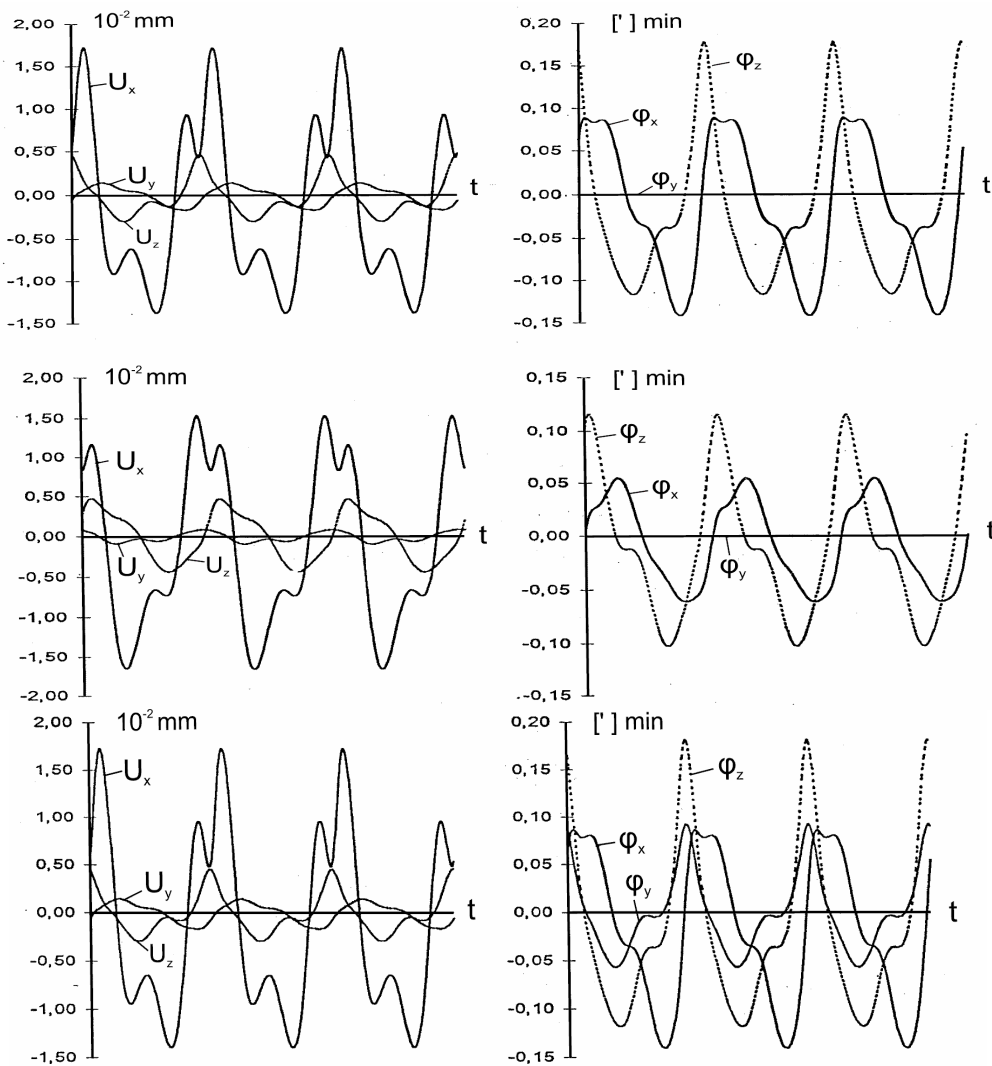 2,00 10⁻² mm
1,50
Uₓ
1,00
0,50
U_y
0,00 t
-0,50 U_z
-1,00
-1,50
0,20 ['] min
0,15 φ_z
0,10 φₓ
0,05
φ_y
0,00 t
-0,05
-0,10
-0,15
2,00 10⁻² mm
1,50
1,00 Uₓ
0,50
0,00 t
U_y U_z
-0,50
-1,00
-1,50
-2,00
0,15 ['] min
0,10 φ_z
0,05 φₓ
0,00 t
φ_y
-0,05
-0,10
-0,15
2,00 10⁻² mm
1,50 Uₓ
1,00
0,50
U_y
0,00 t
U_z
-0,50
-1,00
-1,50
0,20 ['] min
0,15 φ_z
0,10
φₓ
0,05
φ_y
0,00 t
-0,05
-0,10
-0,15